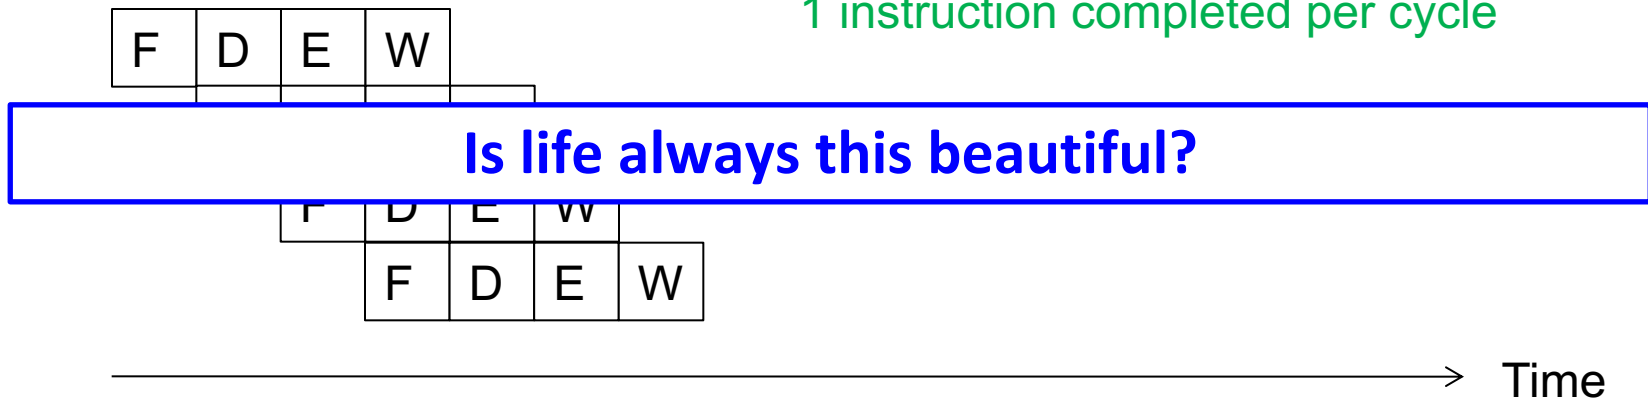 1 instruction completed per cycle
F D E W
Is life always this beautiful?
F D E W
F D E W
Time